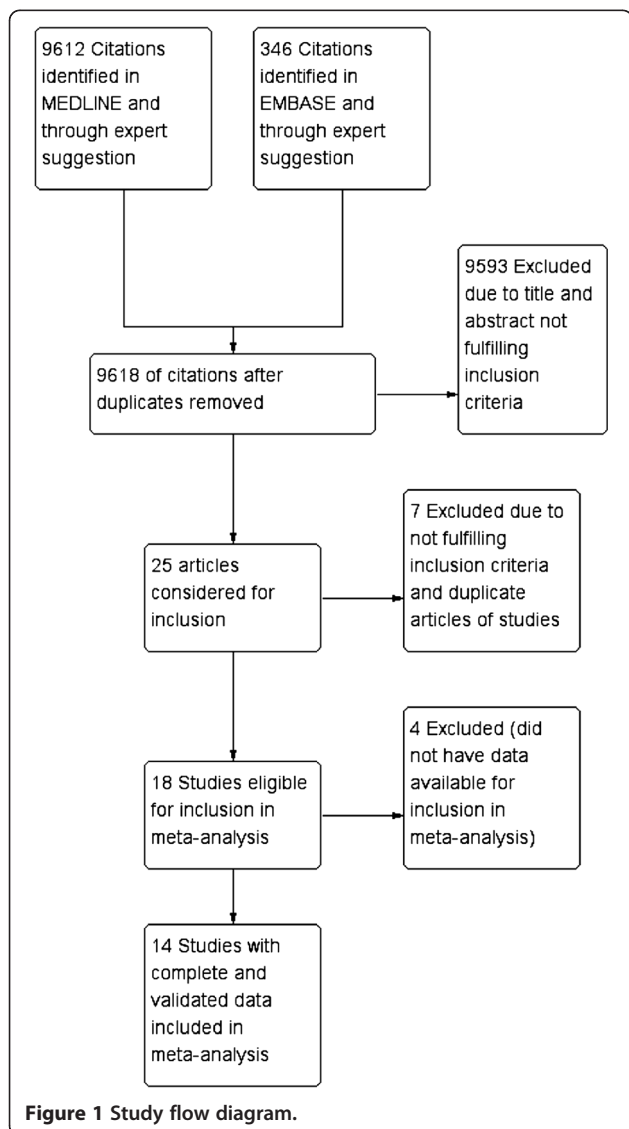 9612 Citations
identified in
MEDLINE and
through expert
suggestion
346 Citations
identified in
EMBASE and
through expert
suggestion
9593 Excluded
due to title and
abstract not
fulfilling
inclusion
criteria
9618 of citations after
duplicates removed
7 Excluded due to
not fulfilling
inclusion criteria
and duplicate
articles of studies
25 articles
considered for
inclusion
4 Excluded (did
not have data
available for
inclusion in
meta-analysis)
18 Studies eligible
for inclusion in
meta-analysis
14 Studies with
complete and
validated data
included in
meta-analysis
Figure 1 Study flow diagram.